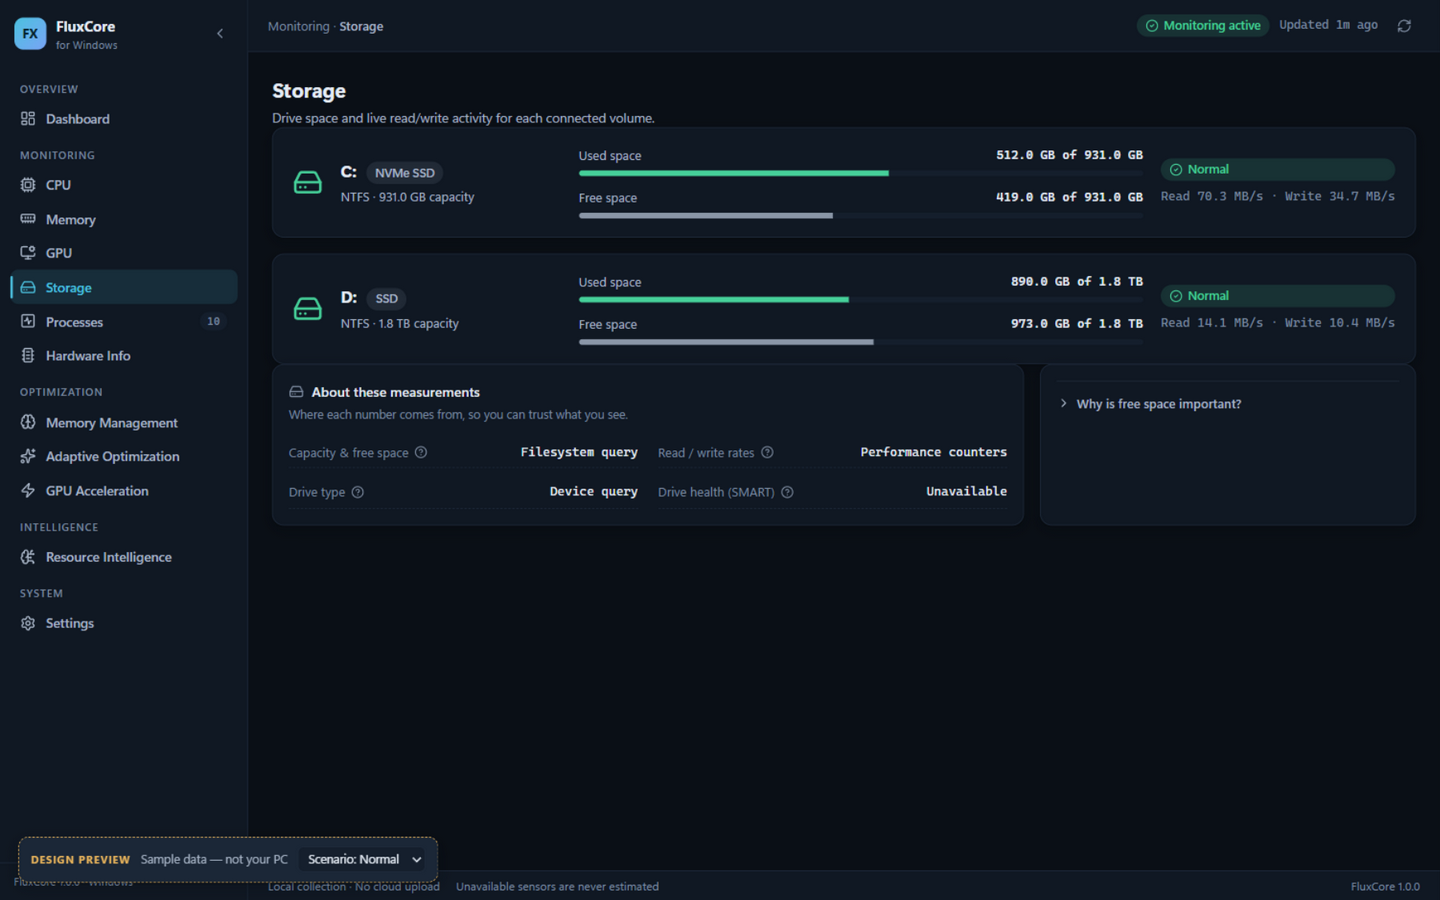 FX
FluxCore
for Windows
Monitoring · Storage
Monitoring active
Updated 1m ago
OVERVIEW
Dashboard
MONITORING
CPU
Memory
GPU
Storage
Processes
10
Hardware Info
OPTIMIZATION
Memory Management
Adaptive Optimization
GPU Acceleration
INTELLIGENCE
Resource Intelligence
SYSTEM
Settings
Storage
Drive space and live read/write activity for each connected volume.
C:
NVMe SSD
NTFS · 931.0 GB capacity
Used space
512.0 GB of 931.0 GB
Free space
419.0 GB of 931.0 GB
Normal
Read 70.3 MB/s · Write 34.7 MB/s
D:
SSD
NTFS · 1.8 TB capacity
Used space
890.0 GB of 1.8 TB
Free space
973.0 GB of 1.8 TB
Normal
Read 14.1 MB/s · Write 10.4 MB/s
About these measurements
Where each number comes from, so you can trust what you see.
Capacity & free space
Filesystem query
Read / write rates
Performance counters
Drive type
Device query
Drive health (SMART)
Unavailable
Why is free space important?
DESIGN PREVIEW
Sample data — not your PC
Scenario: Normal
FluxCore 1.0.0 · Windows
Local collection · No cloud upload
Unavailable sensors are never estimated
FluxCore 1.0.0